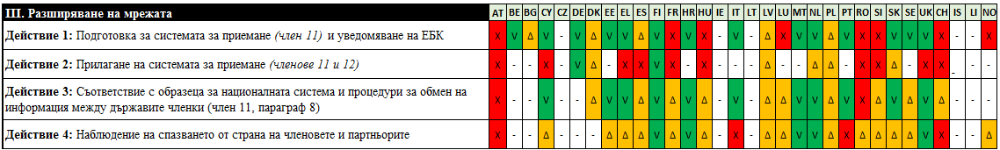 III. Разширяване на мрежата AT BE BG CY CZ DE DK EE EL ES FI FR HR HU IE IT LT LV LU MT NL PL PT RO SI SK SE UK CH IS LI NO
Действие 1: Подготовка за системата за приемане (член 11) и уведомяване на ЕБК X V Δ V - V Δ V V Δ V X V X - V - Δ X V V Δ V X X V V V X - - X
Действие 2: Прилагане на системата за приемане (членове 11 и 12) X - - X - V Δ - X X V X - X - - - Δ - - Δ Δ - X X Δ - X X - - -
Действие 3: Съответствие с образеца за националната система и процедури за обмен на
информация между държавите членки (член 11, параграф 8) X - - V - - Δ V V Δ V Δ V Δ - V - Δ Δ V V Δ V X Δ V Δ V Δ - - -
Действие 4: Наблюдение на спазването от страна на членовете и партньорите X - - Δ - - - Δ Δ Δ V Δ V Δ - X - Δ Δ V V Δ X Δ Δ Δ Δ V X - - Δ